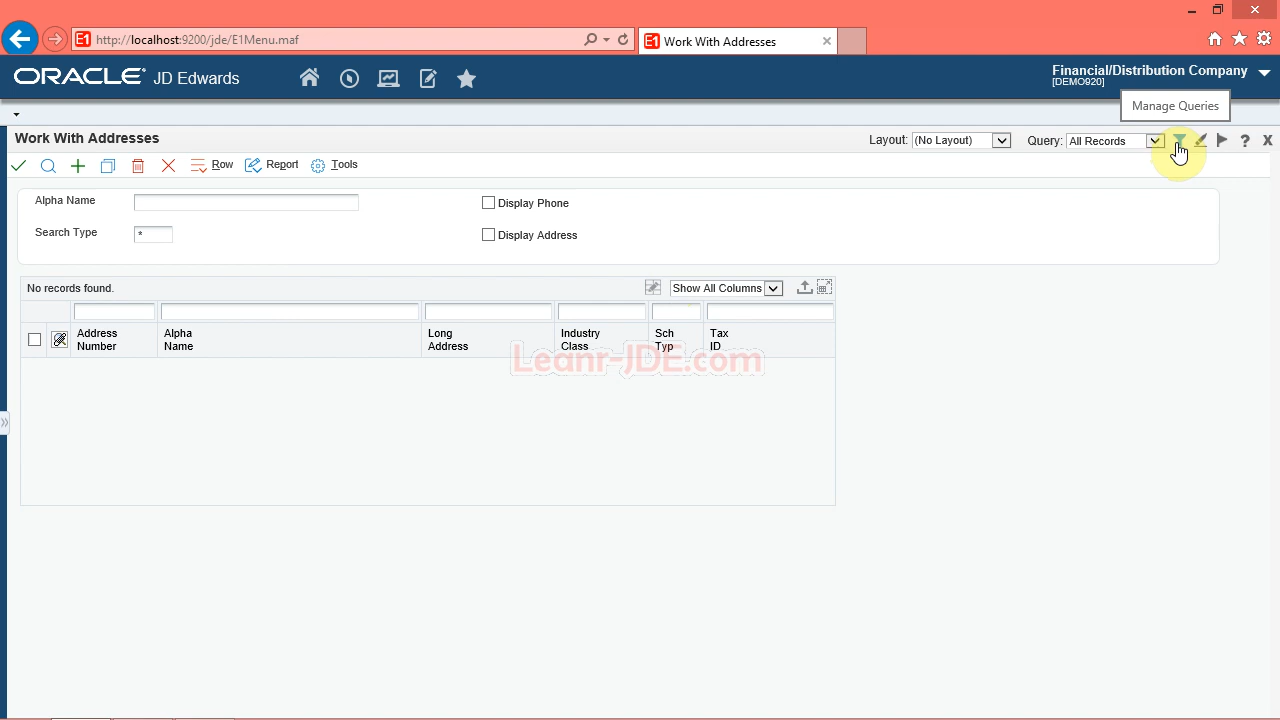 http://localhost:9200/jde/E1Menu.maf
E1 Work With Addresses
ORACLE JD Edwards
Financial/Distribution Company
[DEMO920]
Manage Queries
Work With Addresses
Layout: (No Layout)
Query: All Records
Row
Report
Tools
Alpha Name
Display Phone
Search Type
*
Display Address
No records found.
Show All Columns
Address Number
Alpha Name
Long Address
Industry Class
Sch Typ
Tax ID
Leanr-JDE.com